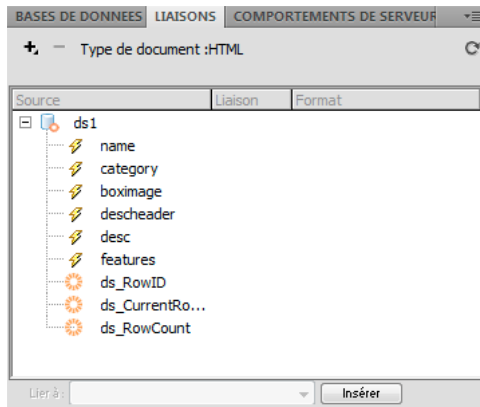 BASES DE DONNEES LIAISONS COMPORTEMENTS DE SERVEUR
Type de document :HTML
Source Liaison Format
ds1
name
category
boximage
descheader
desc
features
ds_RowID
ds_CurrentRo...
ds_RowCount
Lier à : Insérer